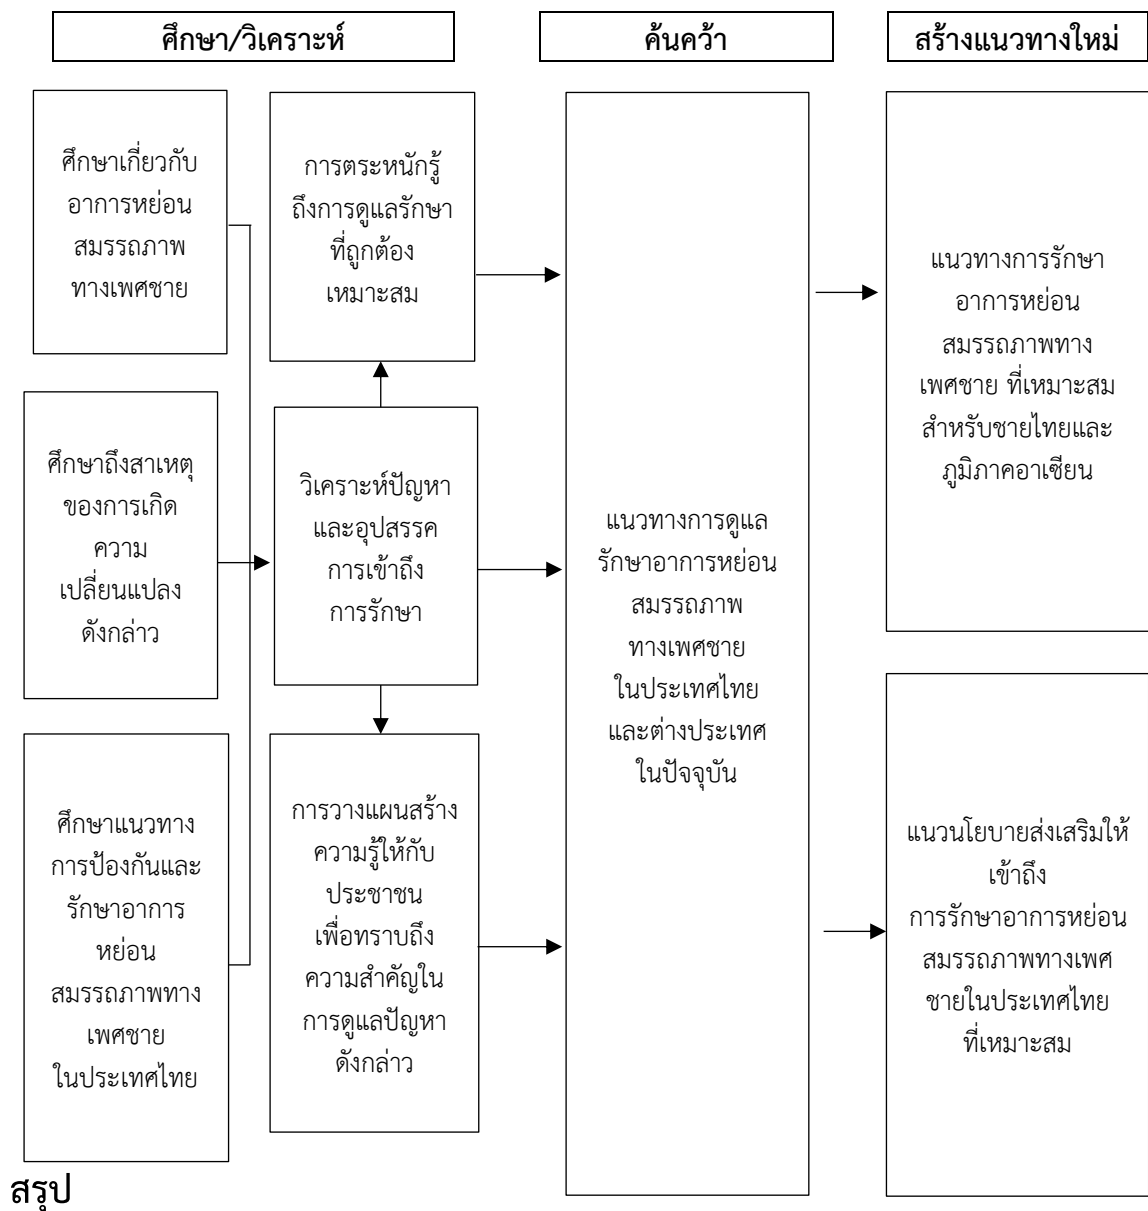 ศึกษา/วิเคราะห์
ค้นคว้า
สร้างแนวทางใหม่
ศึกษาเกี่ยวกับ
อาการหย่อน
สมรรถภาพ
ทางเพศชาย
การตระหนักรู้
ถึงการดูแลรักษา
ที่ถูกต้อง
เหมาะสม
ศึกษาถึงสาเหตุ
ของการเกิด
ความ
เปลี่ยนแปลง
ดังกล่าว
วิเคราะห์ปัญหา
และอุปสรรค
การเข้าถึง
การรักษา
ศึกษาแนวทาง
การป้องกันและ
รักษาอาการ
หย่อน
สมรรถภาพทาง
เพศชาย
ในประเทศไทย
การวางแผนสร้าง
ความรู้ให้กับ
ประชาชน
เพื่อทราบถึง
ความสำคัญใน
การดูแลปัญหา
ดังกล่าว
แนวทางการดูแล
รักษาอาการหย่อน
สมรรถภาพ
ทางเพศชาย
ในประเทศไทย
และต่างประเทศ
ในปัจจุบัน
แนวทางการรักษา
อาการหย่อน
สมรรถภาพทาง
เพศชาย ที่เหมาะสม
สำหรับชายไทยและ
ภูมิภาคอาเซียน
แนวนโยบายส่งเสริมให้
เข้าถึง
การรักษาอาการหย่อน
สมรรถภาพทางเพศ
ชายในประเทศไทย
ที่เหมาะสม
สรุป